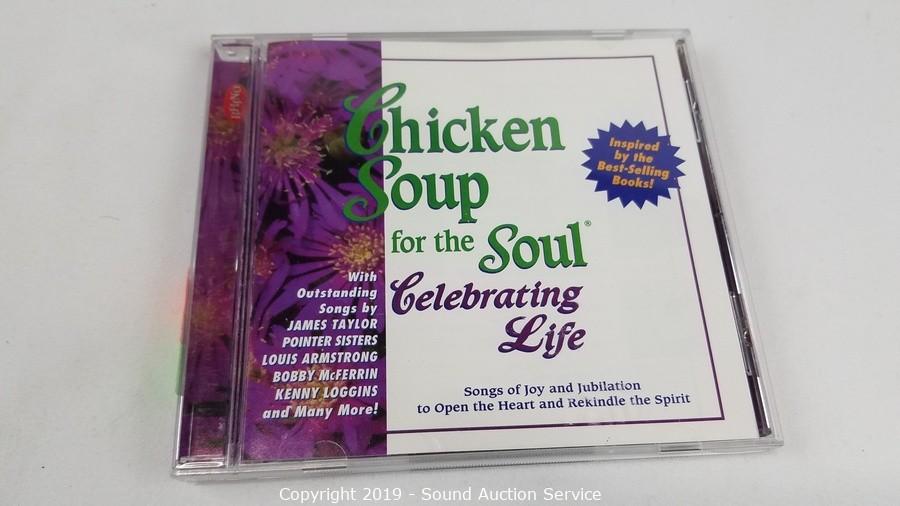 RHINO
Chicken
Soup
for the Soul®
Celebrating
Life
Inspired
by the
Best-Selling
Books!
With
Outstanding
Songs by
JAMES TAYLOR
POINTER SISTERS
LOUIS ARMSTRONG
BOBBY McFERRIN
KENNY LOGGINS
and Many More!
Songs of Joy and Jubilation
to Open the Heart and Rekindle the Spirit
Copyright 2019 - Sound Auction Service